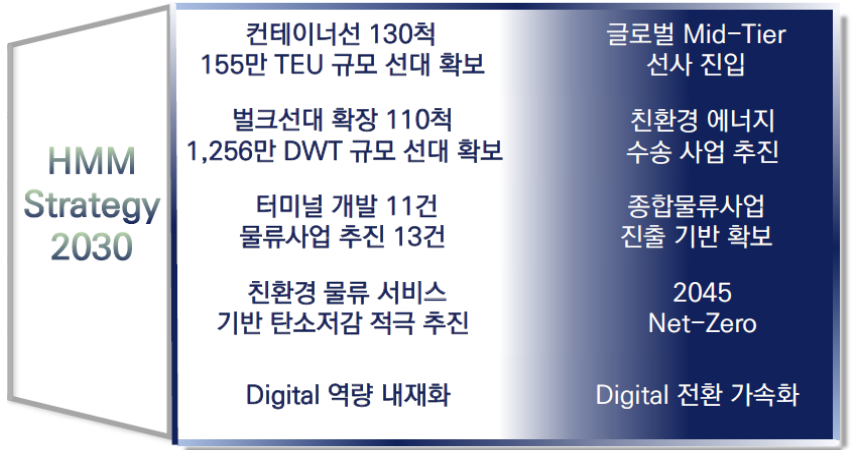 HMM
Strategy
2030
컨테이너선 130척
155만 TEU 규모 선대 확보
글로벌 Mid-Tier
선사 진입
벌크선대 확장 110척
1,256만 DWT 규모 선대 확보
친환경 에너지
수송 사업 추진
터미널 개발 11건
물류사업 추진 13건
종합물류사업
진출 기반 확보
친환경 물류 서비스
기반 탄소저감 적극 추진
2045
Net-Zero
Digital 역량 내재화
Digital 전환 가속화